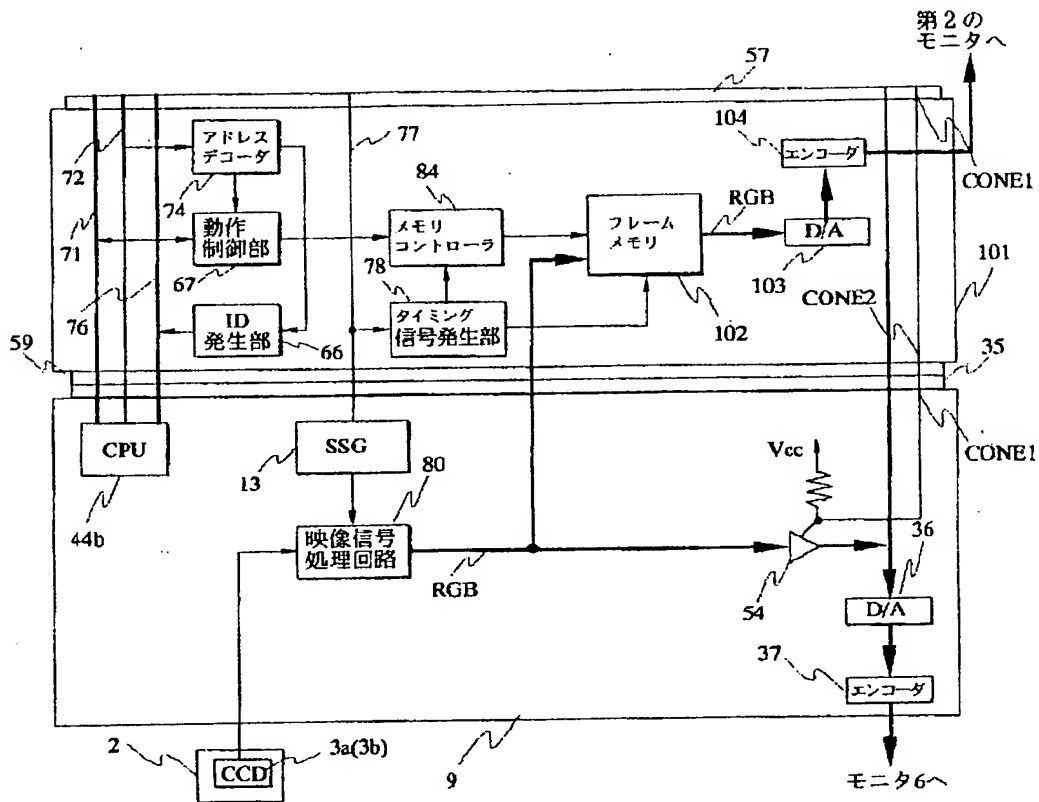 第2の
モニタへ
57
104
77
アドレス
デコーダ
エンコーダ
72
74
84
CONE1
RGB
動作
制御部
メモリ
コントローラ
フレーム
メモリ
D/A
71
67
78
103
101
76
ID
発生部
タイミング
信号発生部
102
CONE2
59
66
35
CPU
SSG
Vcc
CONE1
13
80
44b
映像信号
処理回路
36
RGB
54
D/A
37
エンコーダ
2
3a(3b)
CCD
9
モニタ6へ